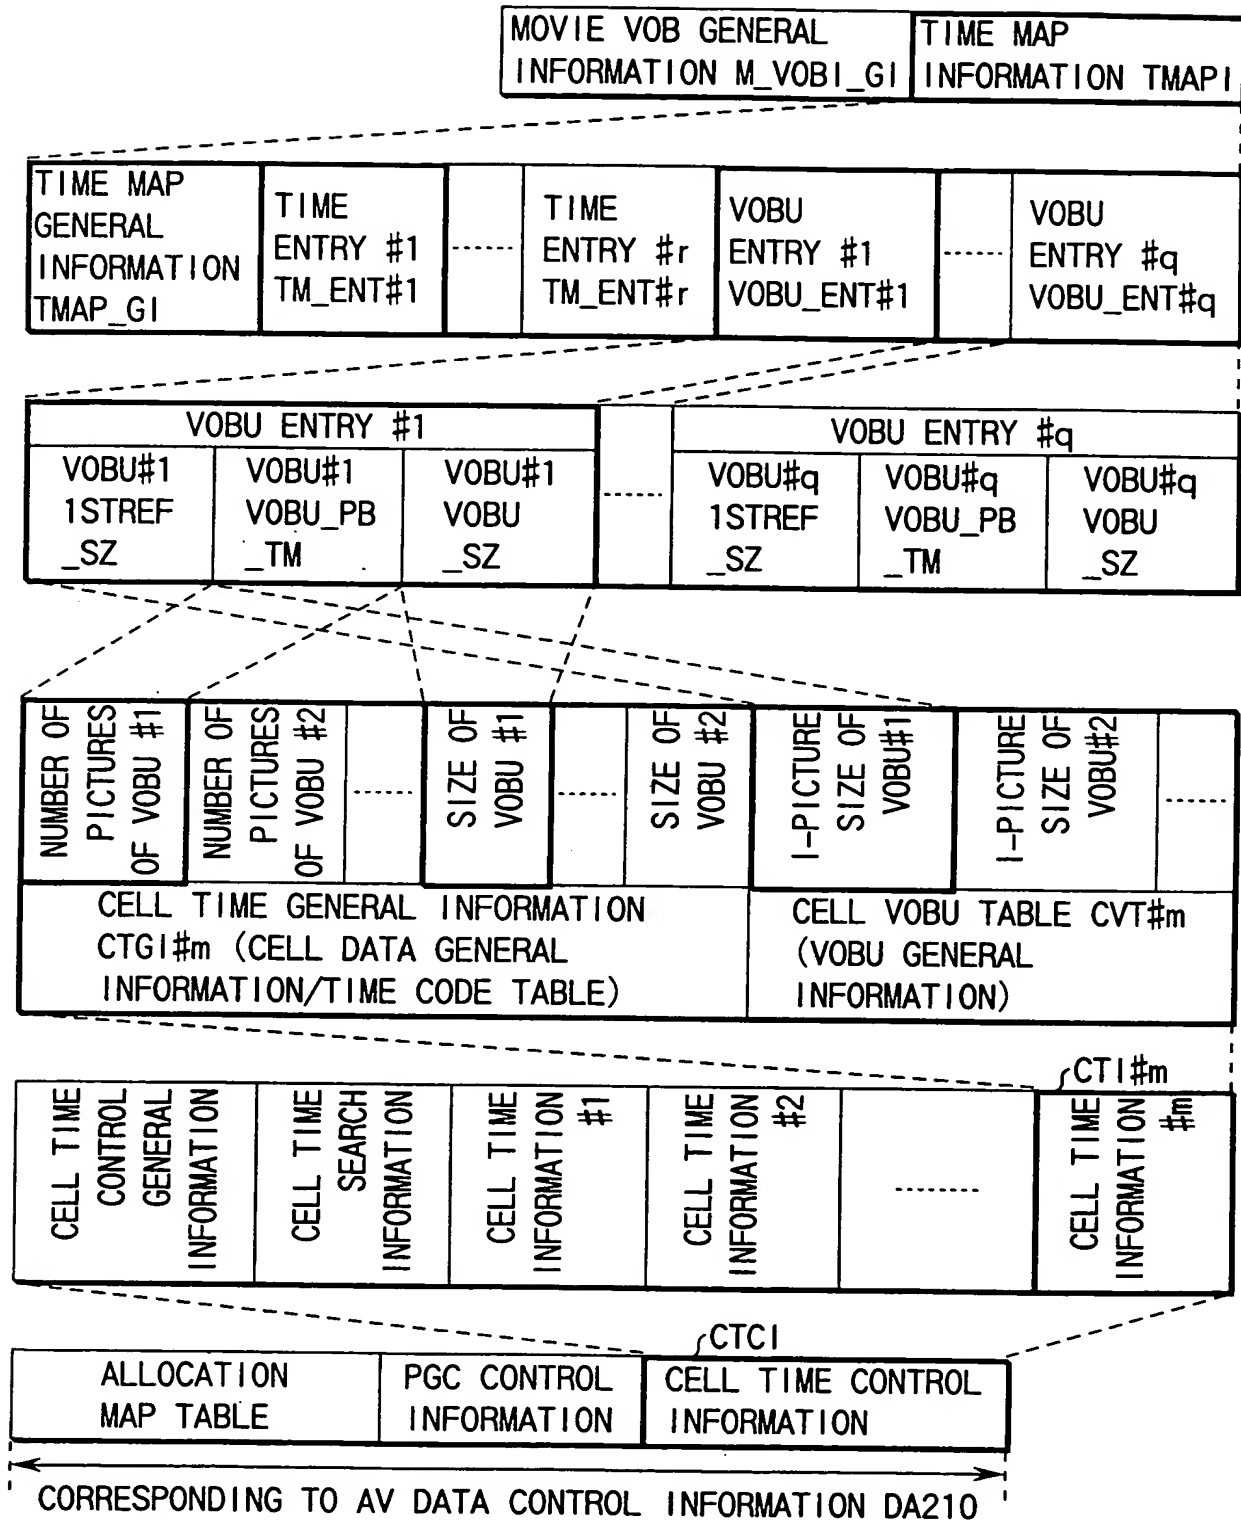 MOVIE VOB GENERAL
INFORMATION M_VOBI_GI
TIME MAP
INFORMATION TMAPI
TIME MAP
GENERAL
INFORMATION
TMAP_GI
TIME
ENTRY #1
TM_ENT#1
........
TIME
ENTRY #r
TM_ENT#r
VOBU
ENTRY #1
VOBU_ENT#1
.......
VOBU
ENTRY #q
VOBU_ENT#q
VOBU ENTRY #1
VOBU#1
1STREF
_SZ
VOBU#1
VOBU_PB
_TM
VOBU#1
VOBU
_SZ
.......
VOBU ENTRY #q
VOBU#q
1STREF
_SZ
VOBU#q
VOBU_PB
_TM
VOBU#q
VOBU
_SZ
NUMBER OF
PICTURES
OF VOBU #1
NUMBER OF
PICTURES
OF VOBU #2
........
SIZE OF
VOBU #1
.......
SIZE OF
VOBU #2
I-PICTURE
SIZE OF
VOBU#1
I-PICTURE
SIZE OF
VOBU#2
.......
CELL TIME GENERAL INFORMATION
CTGI#m (CELL DATA GENERAL
INFORMATION/TIME CODE TABLE)
CELL VOBU TABLE CVT#m
(VOBU GENERAL
INFORMATION)
CTI#m
CELL TIME
CONTROL
GENERAL
INFORMATION
CELL TIME
SEARCH
INFORMATION
CELL TIME
INFORMATION
#1
CELL TIME
INFORMATION
#2
.........
CELL TIME
INFORMATION
#m
CTCI
ALLOCATION
MAP TABLE
PGC CONTROL
INFORMATION
CELL TIME CONTROL
INFORMATION
CORRESPONDING TO AV DATA CONTROL INFORMATION DA210